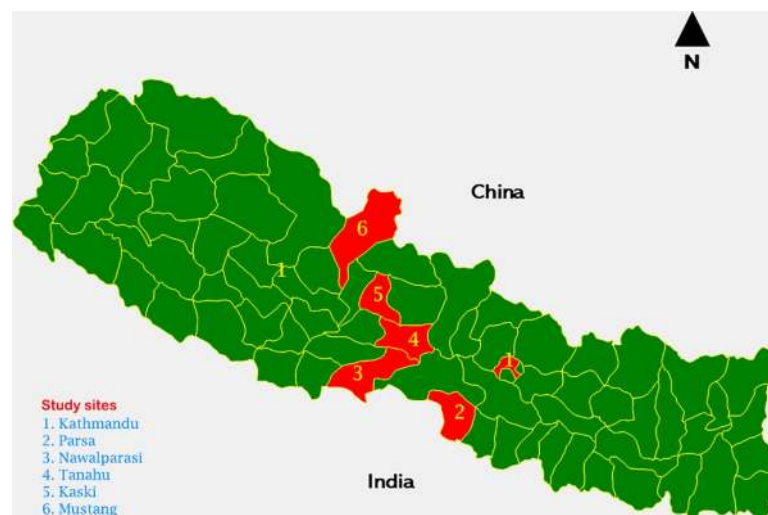 N
China
6
1
5
4
1
3
2
India
Study sites
1. Kathmandu
2. Parsa
3. Nawalparasi
4. Tanahu
5. Kaski
6. Mustang